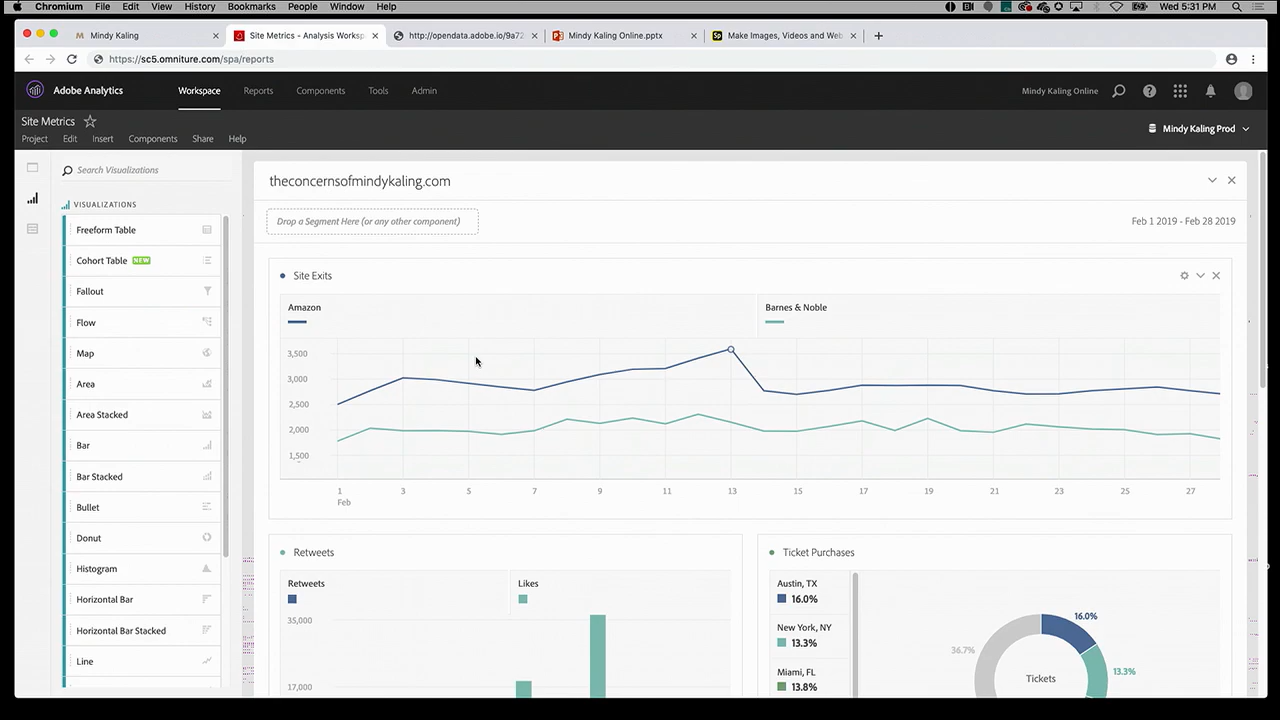 Chromium File Edit View History Bookmarks People Window Help Wed 5:31 PM
Mindy Kaling Site Metrics - Analysis Worksp http://opendata.adobe.io/9a72 Mindy Kaling Online.pptx Make Images, Videos and Web
https://sc5.omniture.com/spa/reports
Adobe Analytics Workspace Reports Components Tools Admin Mindy Kaling Online
Site Metrics
Project Edit Insert Components Share Help Mindy Kaling Prod
Search Visualizations
VISUALIZATIONS
Freeform Table
Cohort Table NEW
Fallout
Flow
Map
Area
Area Stacked
Bar
Bar Stacked
Bullet
Donut
Histogram
Horizontal Bar
Horizontal Bar Stacked
Line
theconcernsofmindykaling.com
Drop a Segment Here (or any other component) Feb 1 2019 - Feb 28 2019
Site Exits
Amazon Barnes & Noble
3,500
3,000
2,500
2,000
1,500
1 3 5 7 9 11 13 15 17 19 21 23 25 27
Feb
Retweets
Retweets Likes
35,000
17,000
Ticket Purchases
Austin, TX
16.0%
New York, NY
13.3%
Miami, FL
13.8%
16.0%
36.7%
13.3%
Tickets